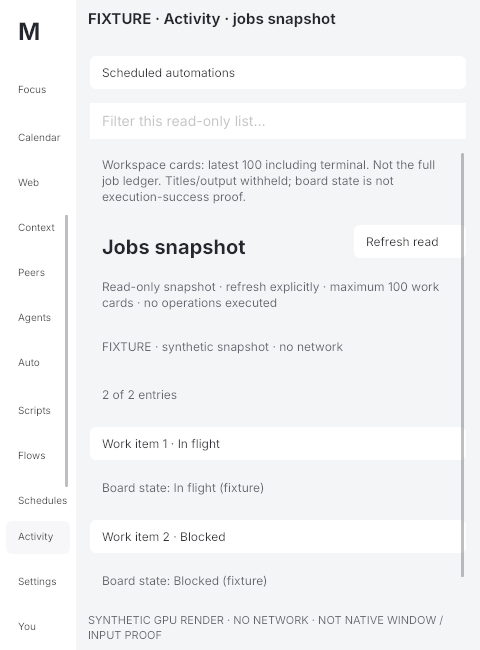 M
Focus
Calendar
Web
Context
Peers
Agents
Auto
Scripts
Flows
Schedules
Activity
Settings
You
FIXTURE · Activity · jobs snapshot
Scheduled automations
Filter this read-only list...
Workspace cards: latest 100 including terminal. Not the full
job ledger. Titles/output withheld; board state is not
execution-success proof.
Jobs snapshot
Refresh read
Read-only snapshot · refresh explicitly · maximum 100 work
cards · no operations executed
FIXTURE · synthetic snapshot · no network
2 of 2 entries
Work item 1 · In flight
Board state: In flight (fixture)
Work item 2 · Blocked
Board state: Blocked (fixture)
SYNTHETIC GPU RENDER · NO NETWORK · NOT NATIVE WINDOW /
INPUT PROOF